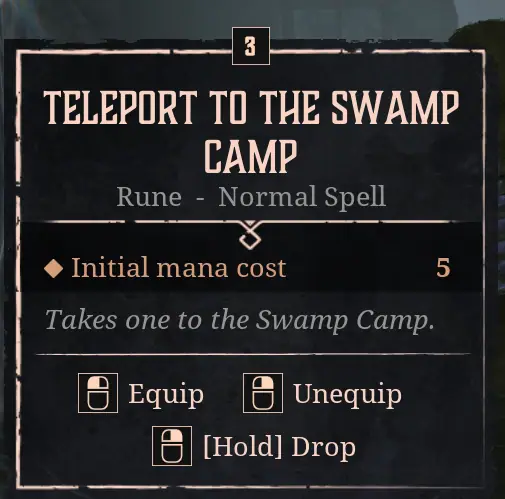 3
TELEPORT TO THE SWAMP
CAMP
Rune - Normal Spell
Initial mana cost 5
Takes one to the Swamp Camp.
Equip Unequip
[Hold] Drop